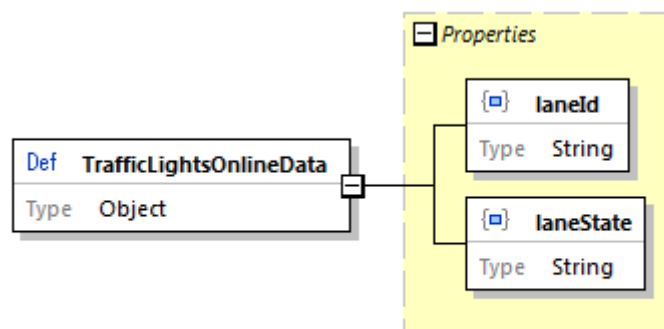 Properties
{} laneId
Type String
Def TrafficLightsOnlineData
Type Object
{} laneState
Type String